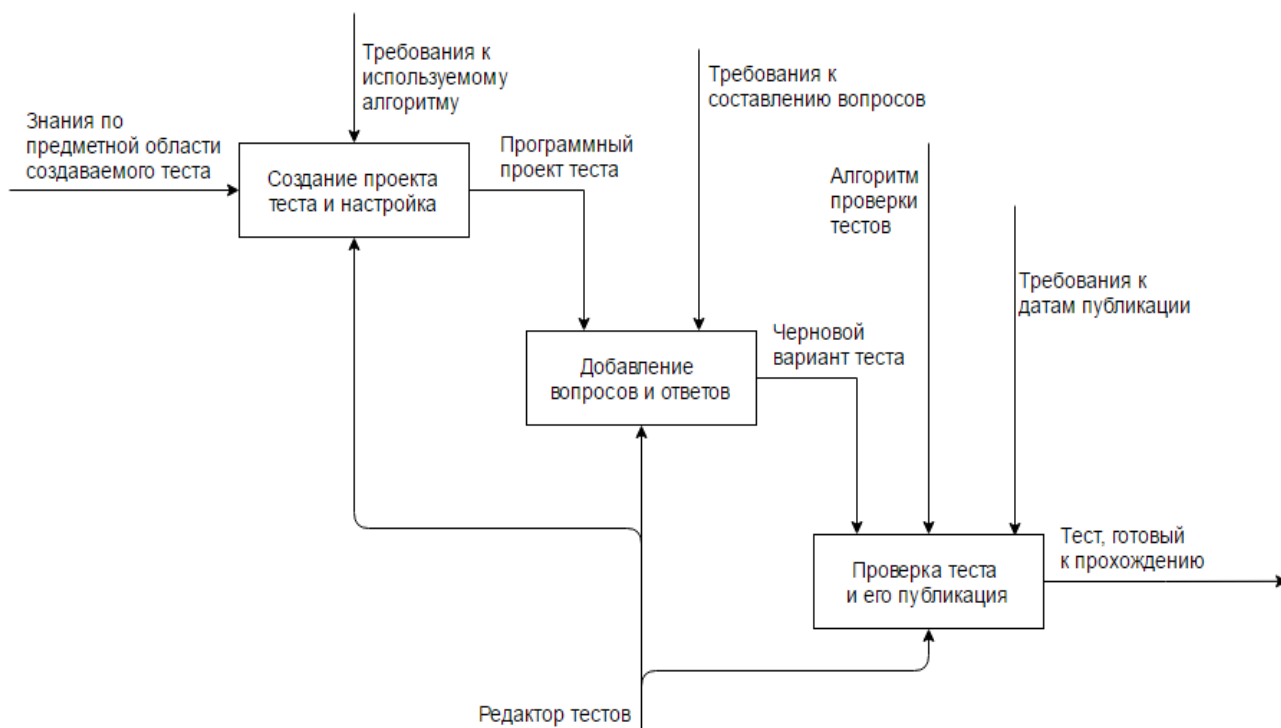 Требования к
используемому
алгоритму
Знания по
предметной области
создаваемого теста
Создание проекта
теста и настройка
Программный
проект теста
Требования к
составлению вопросов
Алгоритм
проверки
тестов
Требования к
датам публикации
Добавление
вопросов и ответов
Черновой
вариант теста
Проверка теста
и его публикация
Тест, готовый
к прохождению
Редактор тестов